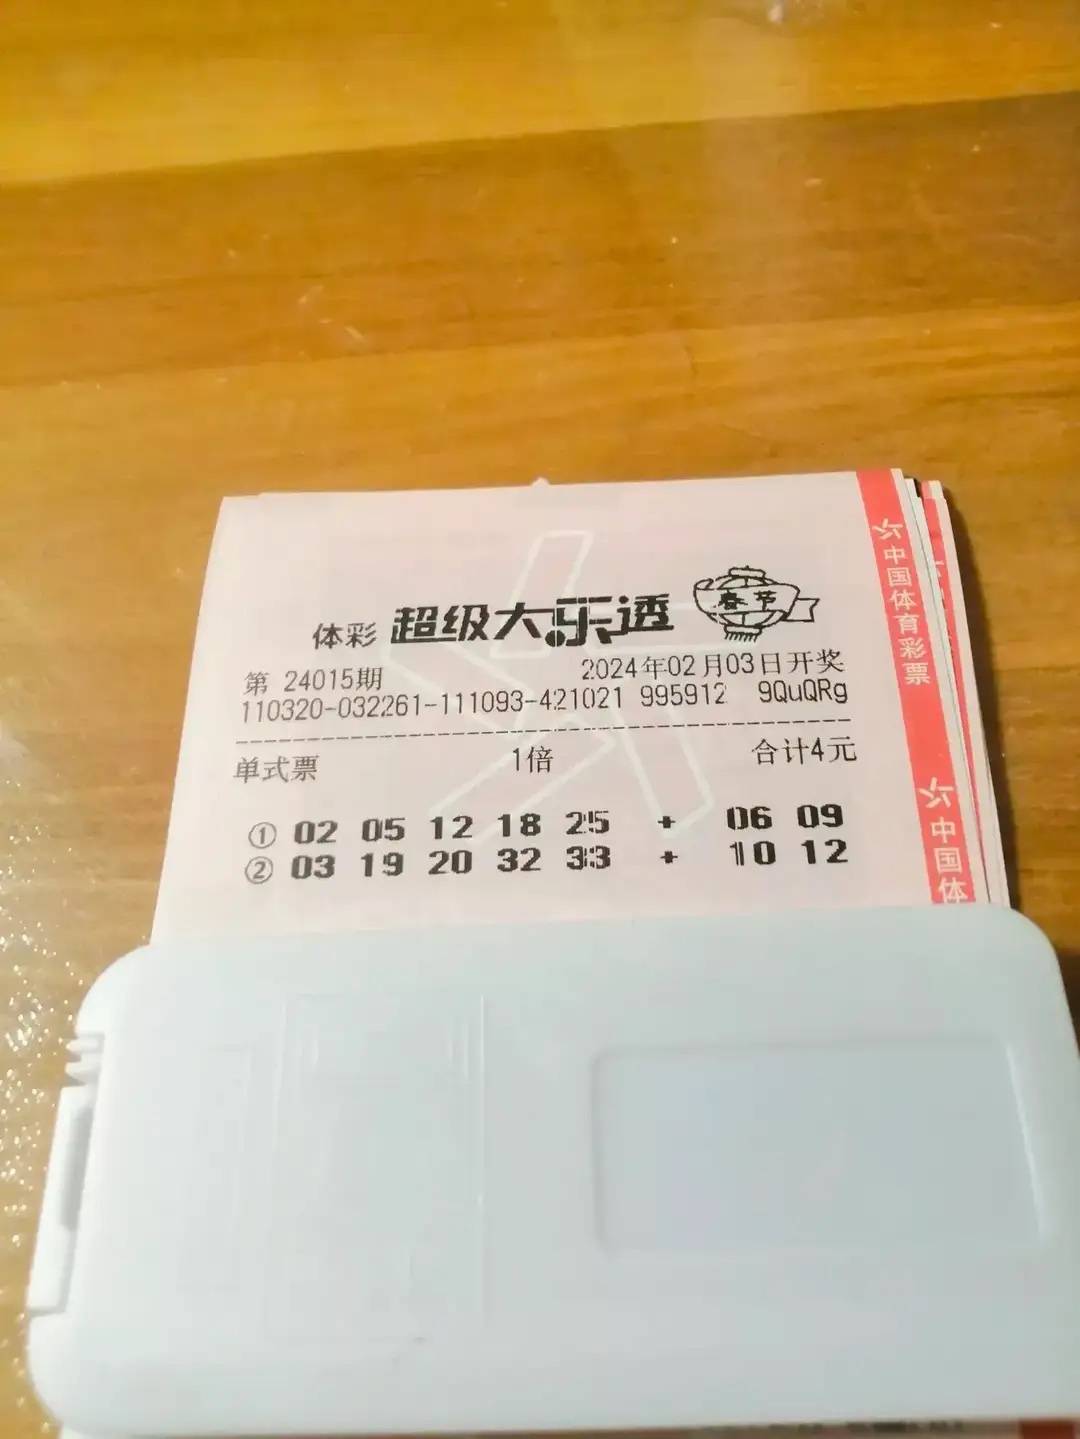 体彩 超级大乐透 春节
第 24015期 2024年02月03日开奖
110320-032261-111093-421021 995912 9QuQRg
单式票 1倍 合计4元
① 02 05 12 18 25 + 06 09
② 03 19 20 32 33 + 10 12
中国体育彩票
中国体